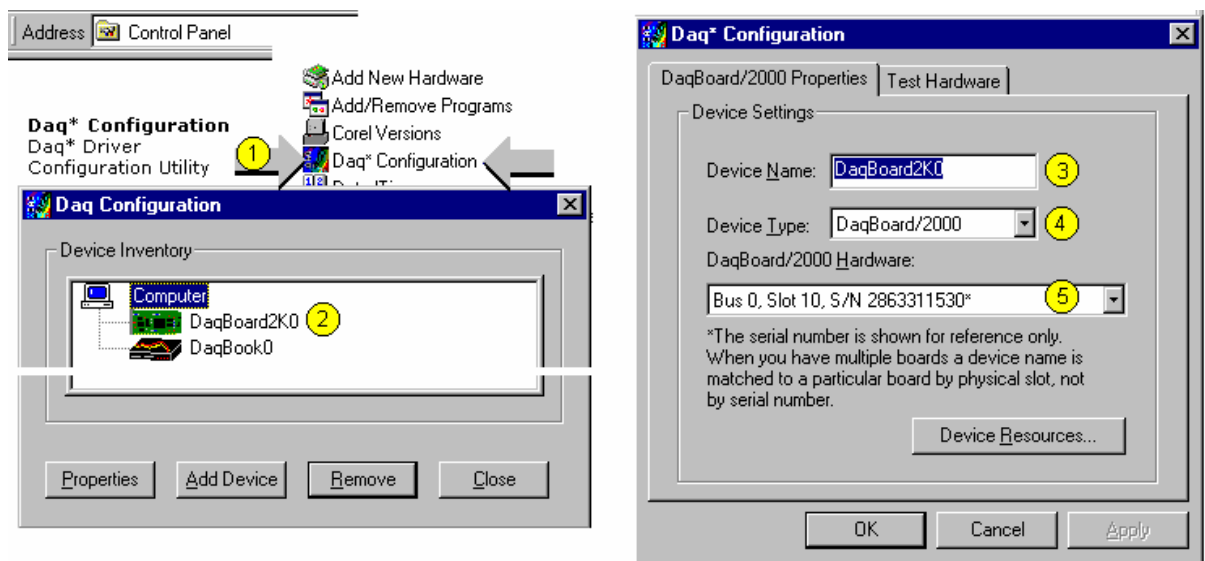 Address Control Panel
Add New Hardware
Add/Remove Programs
Corel Versions
Daq* Configuration
Daq* Configuration
Daq* Driver
Configuration Utility
1
Daq Configuration
Device Inventory
Computer
DaqBoard2K0
2
DaqBook0
Properties
Add Device
Remove
Close
Daq* Configuration
DaqBoard/2000 Properties
Test Hardware
Device Settings
Device Name: DaqBoard2K0
3
Device Type: DaqBoard/2000
4
DaqBoard/2000 Hardware:
Bus 0, Slot 10, S/N 2863311530*
5
*The serial number is shown for reference only.
When you have multiple boards a device name is
matched to a particular board by physical slot, not
by serial number.
Device Resources...
OK
Cancel
Apply